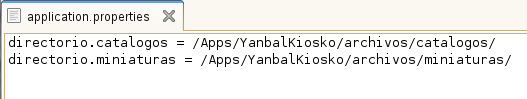 application.properties
directorio.catalogos = /Apps/YanbalKiosko/archivos/catalogos/
directorio.miniaturas = /Apps/YanbalKiosko/archivos/miniaturas/